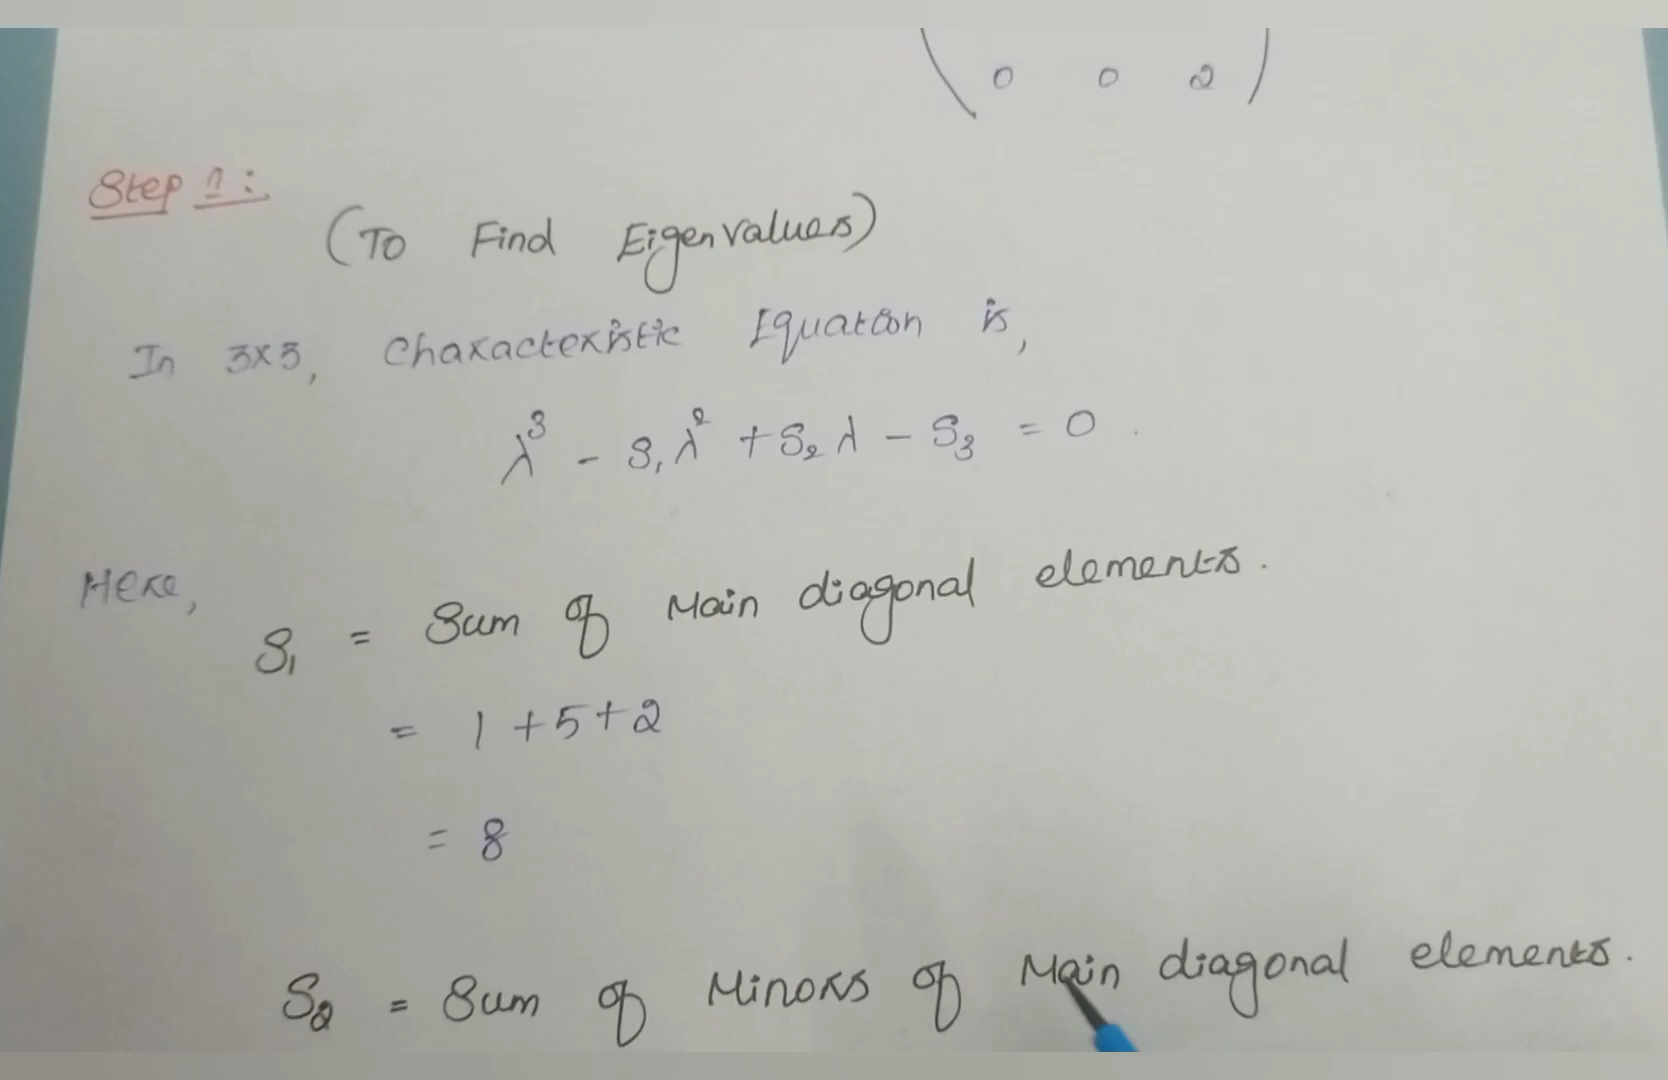 0 0 2
Step 1:
(To Find Eigenvalues)
In 3x3, Characteristic Equation is,
λ³ - S₁λ² + S₂λ - S₃ = 0.
Here,
S₁ = Sum of Main diagonal elements.
= 1+5+2
= 8
S₂ = Sum of Minors of Main diagonal elements.